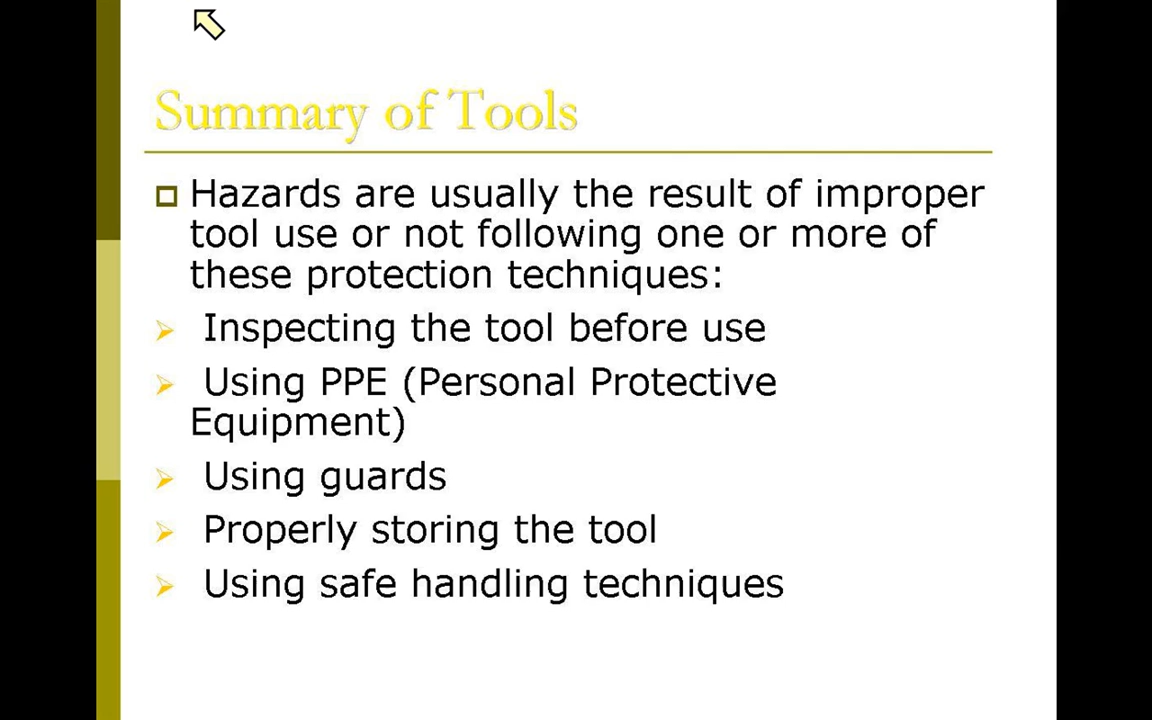 Summary of Tools
Hazards are usually the result of improper
tool use or not following one or more of
these protection techniques:
Inspecting the tool before use
Using PPE (Personal Protective
Equipment)
Using guards
Properly storing the tool
Using safe handling techniques